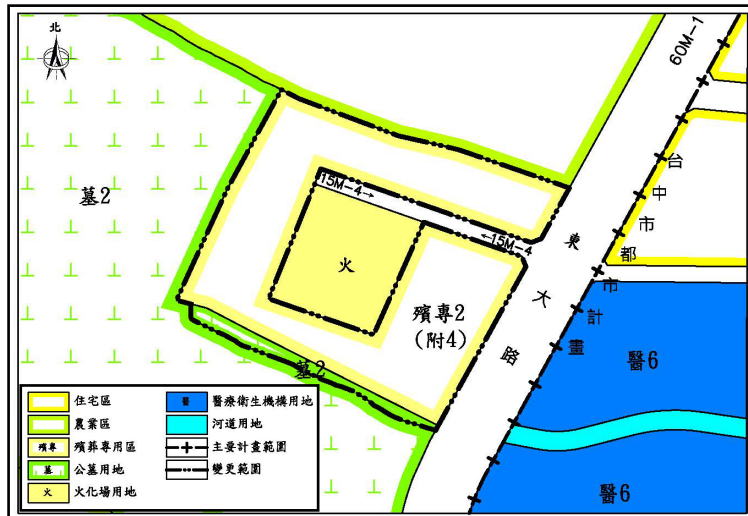 北
60M-1
台中市都市計畫
15M-4→
←15M-4
墓2
火
東大路
殯專2
(附4)
墓2
醫6
醫6
住宅區
農業區
殯專 殯葬專用區
墓 公墓用地
火 火化場用地
醫 醫療衛生機構用地
河道用地
主要計畫範圍
變更範圍